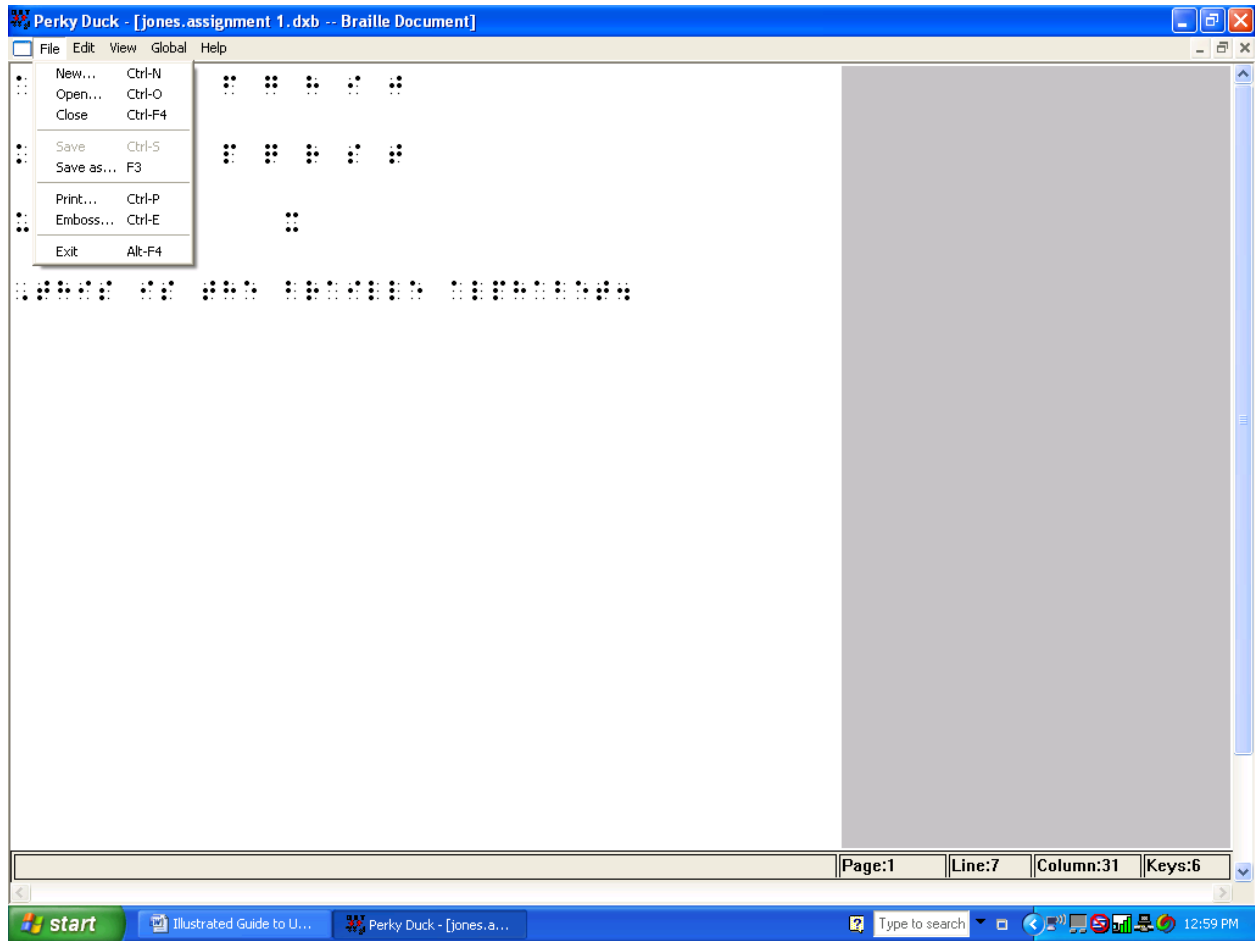 Perky Duck - [jones.assignment 1.dxb -- Braille Document]
File Edit View Global Help
New... Ctrl-N
Open... Ctrl-O
Close Ctrl-F4
Save Ctrl-S
Save as... F3
Print... Ctrl-P
Emboss... Ctrl-E
Exit Alt-F4
⠁ ⠋ ⠛ ⠓ ⠊ ⠚
⠅ ⠏ ⠟ ⠗ ⠎ ⠞
⠥ ⠭
⠠⠞⠓⠊⠎ ⠊⠎ ⠞⠓⠑ ⠃⠗⠁⠊⠇⠇⠑ ⠁⠇⠏⠓⠁⠃⠑⠞⠲
Page:1 Line:7 Column:31 Keys:6
start Illustrated Guide to U... Perky Duck - [jones.a... Type to search 12:59 PM